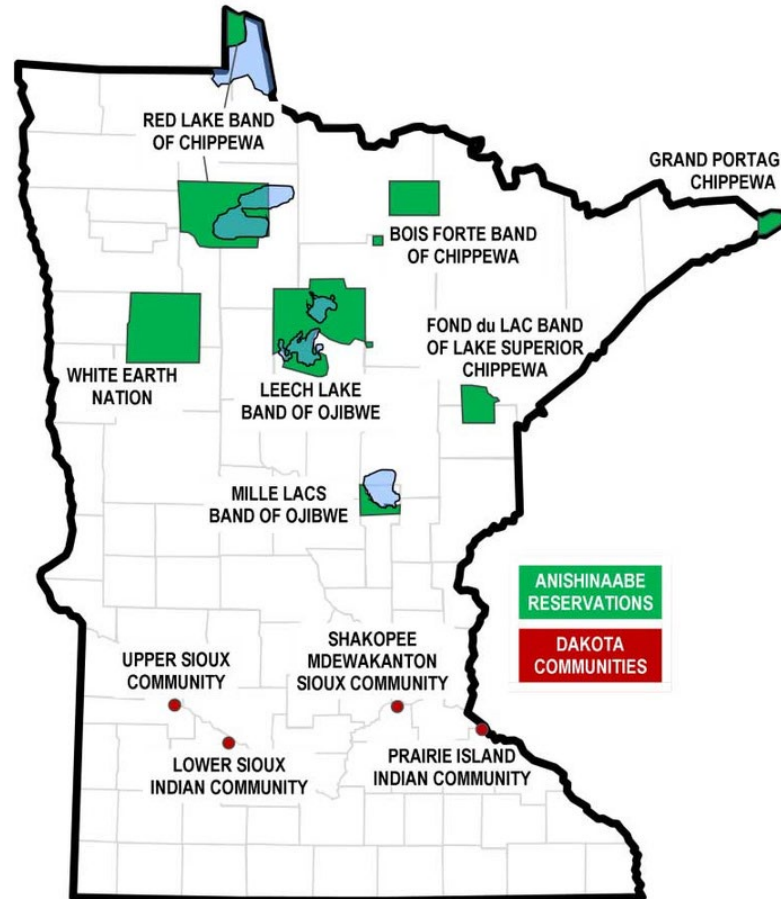 RED LAKE BAND
OF CHIPPEWA
GRAND PORTAG
CHIPPEWA
BOIS FORTE BAND
OF CHIPPEWA
FOND du LAC BAND
OF LAKE SUPERIOR
CHIPPEWA
WHITE EARTH
NATION
LEECH LAKE
BAND OF OJIBWE
MILLE LACS
BAND OF OJIBWE
ANISHINAABE
RESERVATIONS
DAKOTA
COMMUNITIES
UPPER SIOUX
COMMUNITY
SHAKOPEE
MDEWAKANTON
SIOUX COMMUNITY
LOWER SIOUX
INDIAN COMMUNITY
PRAIRIE ISLAND
INDIAN COMMUNITY